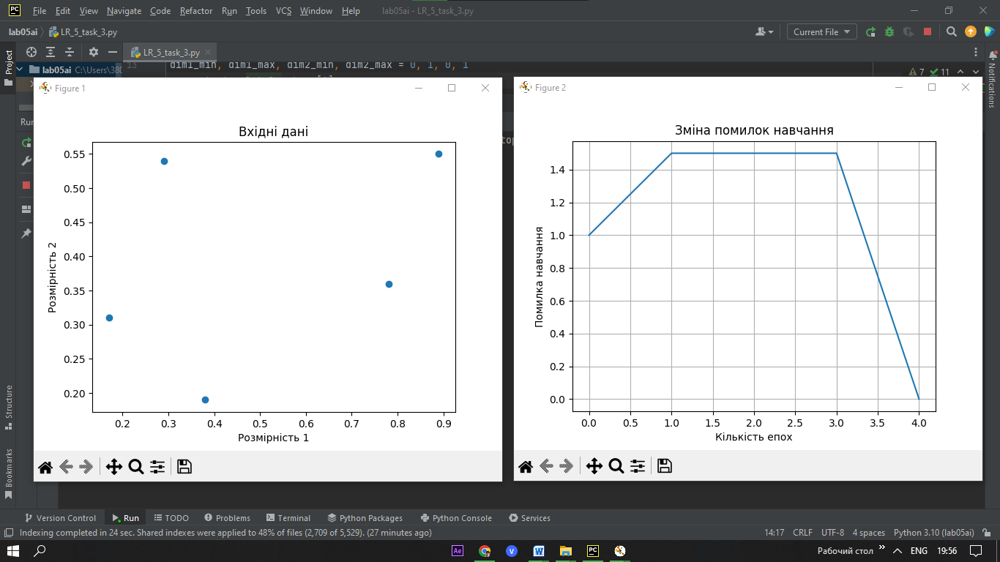 File Edit View Navigate Code Refactor Run Tools VCS Window Help lab05ai - LR_5_task_3.py
lab05ai LR_5_task_3.py Current File
Project
LR_5_task_3.py
lab05ai C:\Users\380
13 dim1_min, dim1_max, dim2_min, dim2_max = 0, 1, 0, 1
7 11
Notifications
Run
Figure 1
Вхідні дані
0.55
0.50
0.45
0.40
0.35
0.30
0.25
0.20
Розмірність 2
0.2 0.3 0.4 0.5 0.6 0.7 0.8 0.9
Розмірність 1
Figure 2
Зміна помилок навчання
1.4
1.2
1.0
0.8
0.6
0.4
0.2
0.0
Помилка навчання
0.0 0.5 1.0 1.5 2.0 2.5 3.0 3.5 4.0
Кількість епох
Structure
Bookmarks
Version Control Run TODO Problems Terminal Python Packages Python Console Services
Indexing completed in 24 sec. Shared indexes were applied to 48% of files (2,709 of 5,529). (27 minutes ago) 14:17 CRLF UTF-8 4 spaces Python 3.10 (lab05ai)
Рабочий стол ENG 19:56